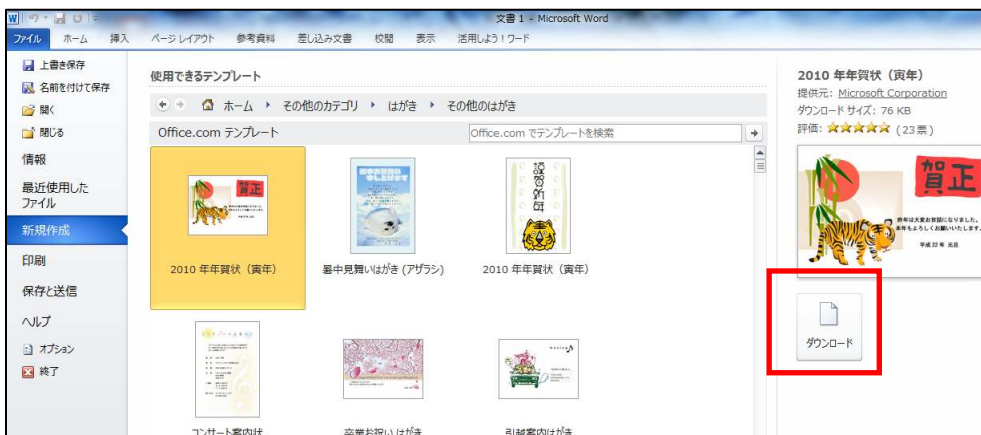 文書 1 - Microsoft Word
ファイル ホーム 挿入 ページ レイアウト 参考資料 差し込み文書 校閲 表示 活用しよう!ワード
上書き保存
名前を付けて保存
開く
閉じる
情報
最近使用した
ファイル
新規作成
印刷
保存と送信
ヘルプ
オプション
終了
使用できるテンプレート
ホーム その他のカテゴリ はがき その他のはがき
Office.com テンプレート
Office.com でテンプレートを検索
賀正
2010 年年賀状 (寅年)
暑中見舞いはがき (アザラシ)
謹賀新年
2010 年年賀状 (寅年)
コンサート案内状
卒業お祝い はがき
moving
引越案内はがき
2010 年年賀状 (寅年)
提供元: Microsoft Corporation
ダウンロード サイズ: 76 KB
評価: (23 票)
賀正
昨年は大変お世話になりました。
本年もよろしくお願いいたします。
平成 22 年 元旦
ダウンロード